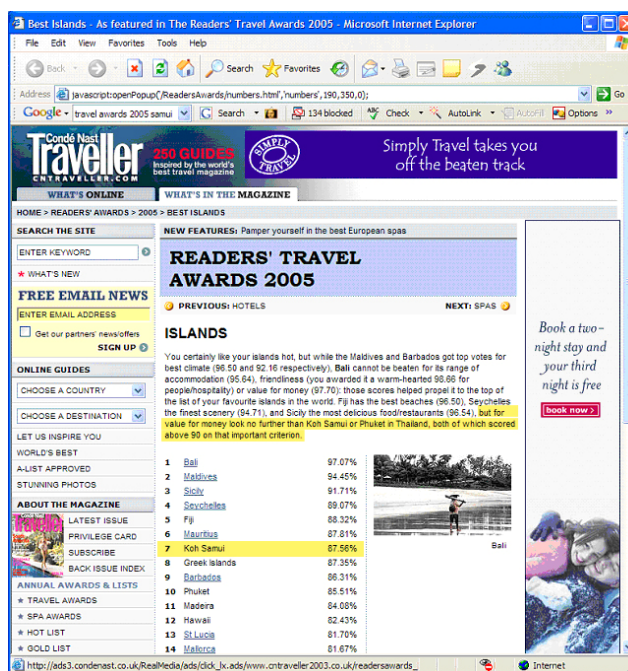 Best Islands - As featured in The Readers' Travel Awards 2005 - Microsoft Internet Explorer
File Edit View Favorites Tools Help
Back Search Favorites
Address javascript:openPopup('/ReadersAwards/numbers.html','numbers',190,350,0); Go
Google travel awards 2005 samui Search 134 blocked Check AutoLink AutoFill Options
Condé Nast
Traveller
CNTRAVELLER.COM
250 GUIDES
Inspired by the world's
best travel magazine
SIMPLY TRAVEL
Simply Travel takes you
off the beaten track
WHAT'S ONLINE WHAT'S IN THE MAGAZINE
HOME > READERS' AWARDS > 2005 > BEST ISLANDS
SEARCH THE SITE
ENTER KEYWORD
★ WHAT'S NEW
FREE EMAIL NEWS
ENTER EMAIL ADDRESS
Get our partners' news/offers
SIGN UP
ONLINE GUIDES
CHOOSE A COUNTRY
CHOOSE A DESTINATION
LET US INSPIRE YOU
WORLD'S BEST
A-LIST APPROVED
STUNNING PHOTOS
ABOUT THE MAGAZINE
LATEST ISSUE
PRIVILEGE CARD
SUBSCRIBE
BACK ISSUE INDEX
ANNUAL AWARDS & LISTS
★ TRAVEL AWARDS
★ SPA AWARDS
★ HOT LIST
★ GOLD LIST
NEW FEATURES: Pamper yourself in the best European spas
READERS' TRAVEL
AWARDS 2005
PREVIOUS: HOTELS NEXT: SPAS
ISLANDS
You certainly like your islands hot, but while the Maldives and Barbados got top votes for
best climate (96.50 and 92.16 respectively), Bali cannot be beaten for its range of
accommodation (95.64), friendliness (you awarded it a warm-hearted 98.66 for
people/hospitality) or value for money (97.70): those scores helped propel it to the top of
the list of your favourite islands in the world. Fiji has the best beaches (96.50), Seychelles
the finest scenery (94.71), and Sicily the most delicious food/restaurants (96.54), but for
value for money look no further than Koh Samui or Phuket in Thailand, both of which scored
above 90 on that important criterion.
1 Bali 97.07%
2 Maldives 94.45%
3 Sicily 91.71%
4 Seychelles 89.07%
5 Fiji 88.32%
6 Mauritius 87.81%
7 Koh Samui 87.56%
8 Greek Islands 87.35%
9 Barbados 86.31%
10 Phuket 85.51%
11 Madeira 84.08%
12 Hawaii 82.43%
13 St Lucia 81.70%
14 Mallorca 81.67%
Bali
Book a two-
night stay and
your third
night is free
book now >
http://ads3.condenast.co.uk/RealMedia/ads/click_lx.ads/www.cntraveller2003.co.uk/readersawards_ Internet